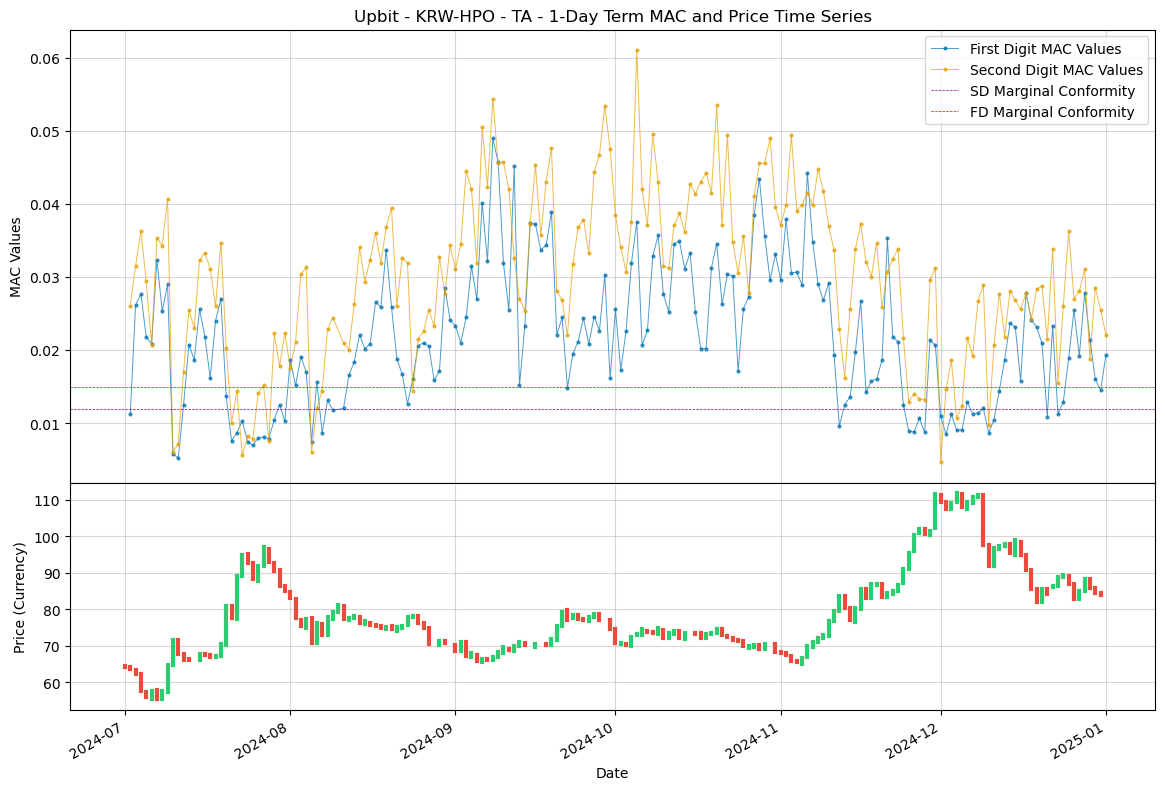 Upbit - KRW-HPO - TA - 1-Day Term MAC and Price Time Series
First Digit MAC Values
Second Digit MAC Values
SD Marginal Conformity
FD Marginal Conformity
MAC Values
0.06
0.05
0.04
0.03
0.02
0.01
Price (Currency)
110
100
90
80
70
60
2024-07
2024-08
2024-09
2024-10
2024-11
2024-12
2025-01
Date